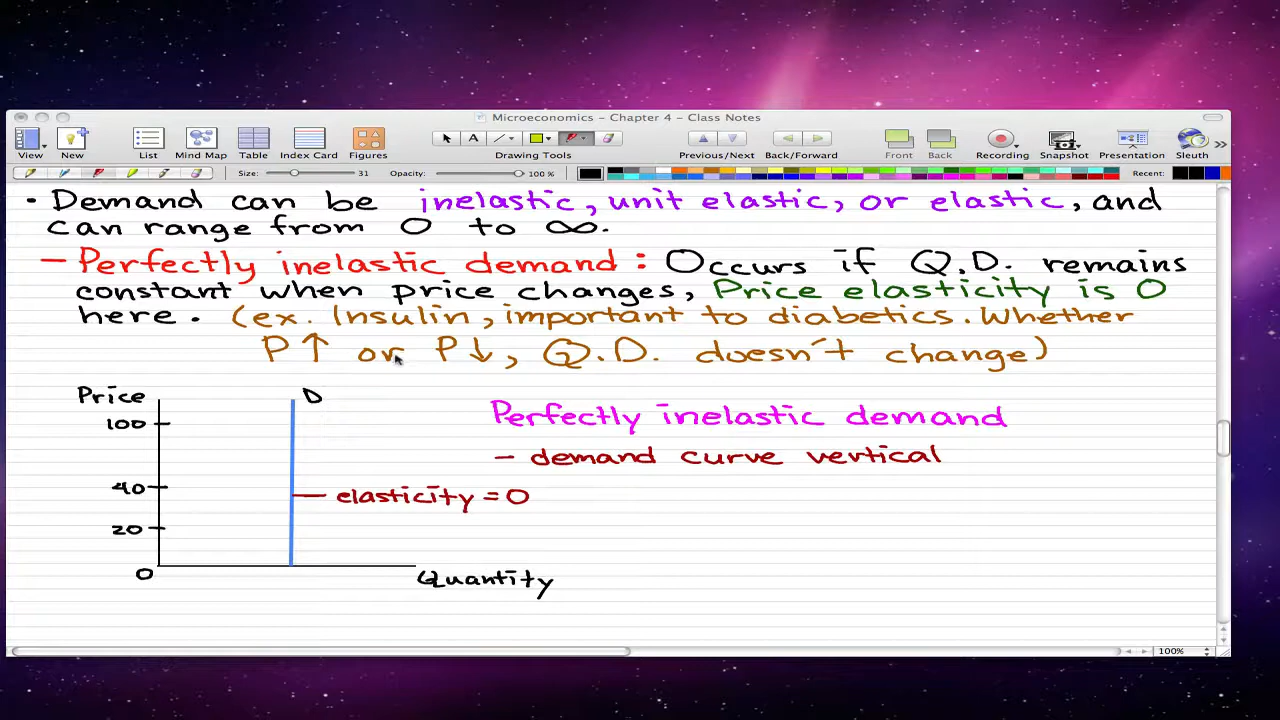 Microeconomics - Chapter 4 - Class Notes
View New List Mind Map Table Index Card Figures Drawing Tools Previous/Next Back/Forward Front Back Recording Snapshot Presentation Sleuth
Size: 31 Opacity: 100 % Recent:
• Demand can be inelastic, unit elastic, or elastic, and
can range from 0 to ∞.
- Perfectly inelastic demand: Occurs if Q.D. remains
constant when price changes, Price elasticity is 0
here. (ex. Insulin, important to diabetics. Whether
P↑ or P↓, Q.D. doesn't change)
Price D
100
Perfectly inelastic demand
- demand curve vertical
40
elasticity = 0
20
0
Quantity
100%